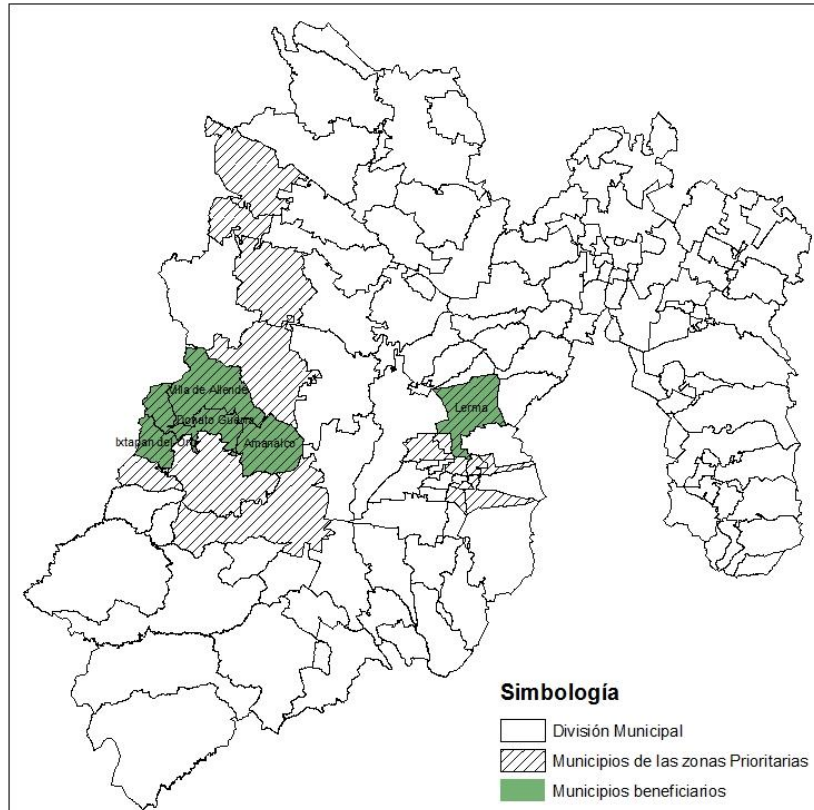 Villa de Allende
Donato Guerra
Ixtapan del Oro
Amanalco
Lerma
Simbología
División Municipal
Municipios de las zonas Prioritarias
Municipios beneficiarios